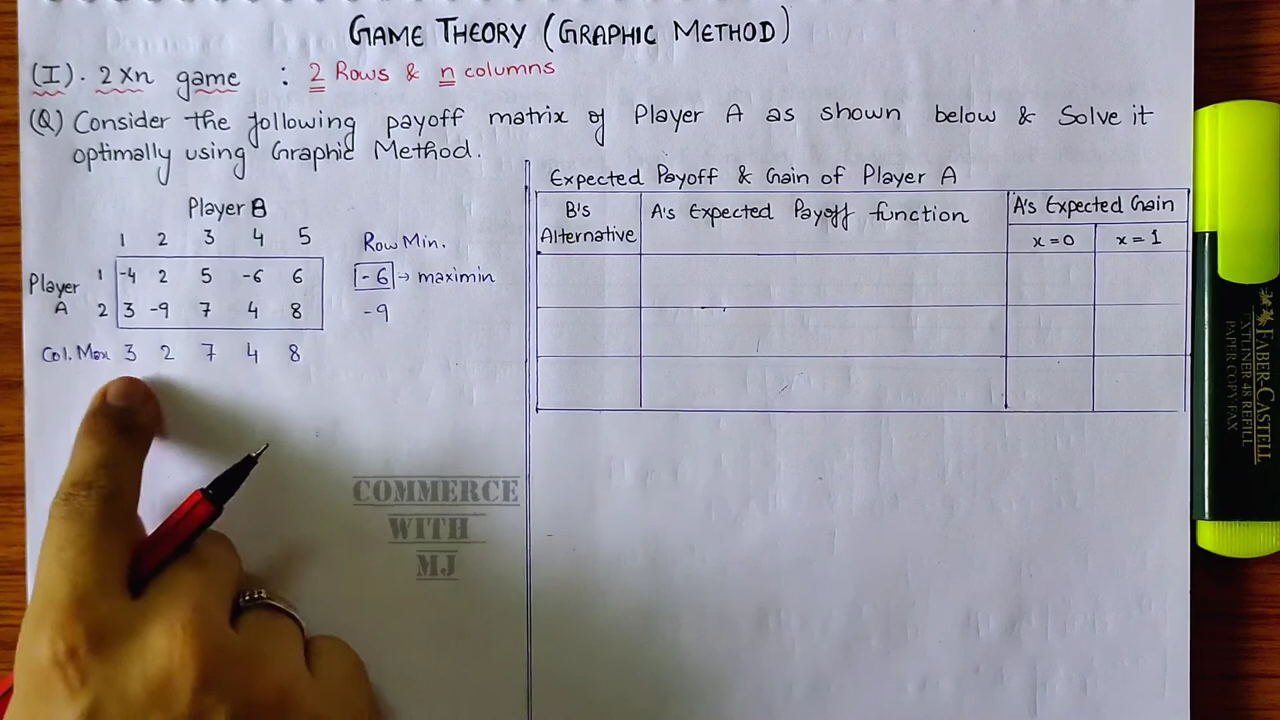 GAME THEORY (GRAPHIC METHOD)
(I). 2×n game : 2 Rows & n columns
(Q) Consider the following payoff matrix of Player A as shown below & Solve it
optimally using Graphic Method.
Player B
1 2 3 4 5 Row Min.
Player 1 -4 2 5 -6 6 -6 → maximin
A 2 3 -9 7 4 8 -9
Col. Max 3 2 7 4 8
Expected Payoff & Gain of Player A
B's Alternative
A's Expected Payoff function
A's Expected Gain
x=0 x=1
COMMERCE
WITH
MJ
FABER-CASTELL
TEXTLINER 48 REFILL
PAPER COPY FAX